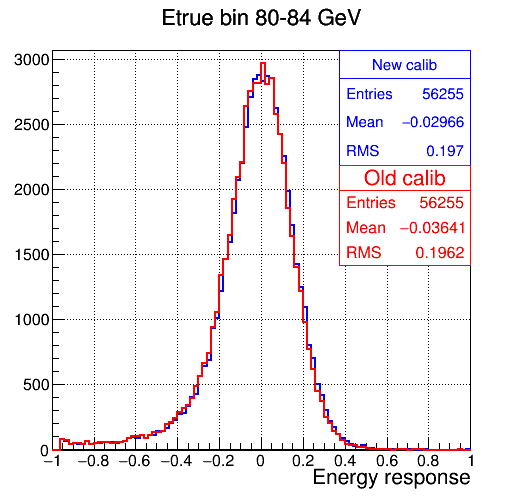 Etrue bin 80-84 GeV
New calib
Entries 56255
Mean −0.02966
RMS 0.197
Old calib
Entries 56255
Mean −0.03641
RMS 0.1962
3000
2500
2000
1500
1000
500
0
−1 −0.8 −0.6 −0.4 −0.2 0 0.2 0.4 0.6 0.8 1
Energy response